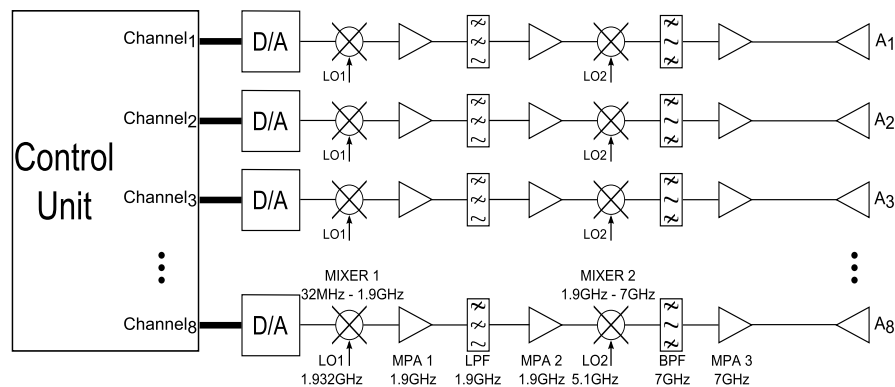 Control
Unit
Channel1
D/A
LO1
LO2
A1
Channel2
D/A
LO1
LO2
A2
Channel3
D/A
LO1
LO2
A3
MIXER 1
32MHz - 1.9GHz
MIXER 2
1.9GHz - 7GHz
Channel8
D/A
A8
LO1
1.932GHz
MPA 1
1.9GHz
LPF
1.9GHz
MPA 2
1.9GHz
LO2
5.1GHz
BPF
7GHz
MPA 3
7GHz